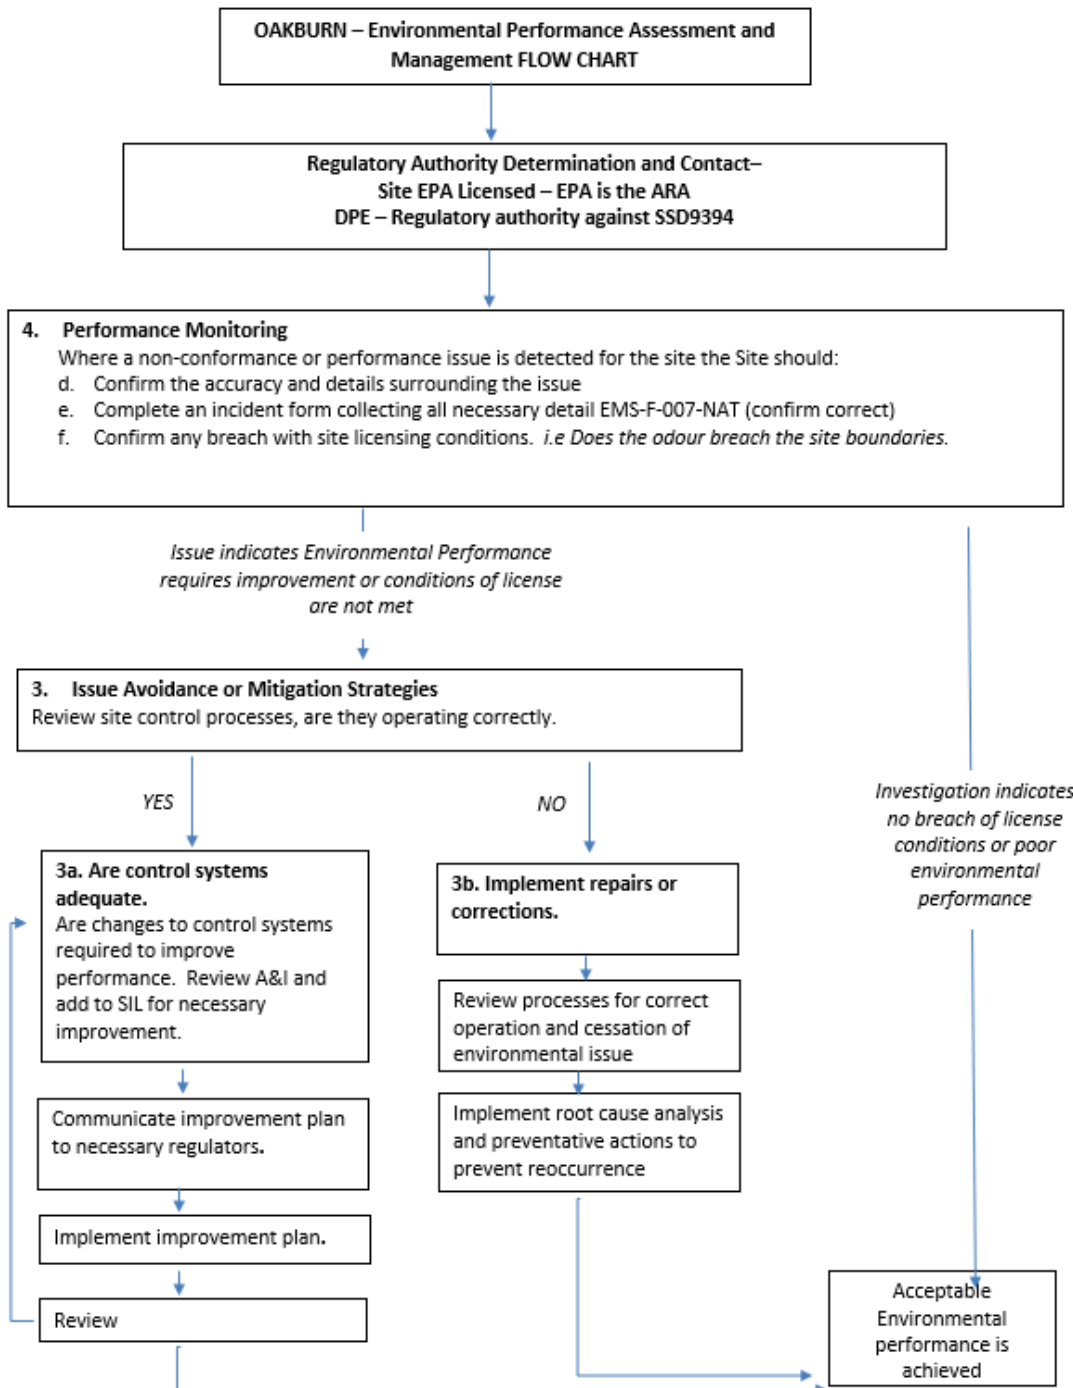 OAKBURN – Environmental Performance Assessment and
Management FLOW CHART
Regulatory Authority Determination and Contact–
Site EPA Licensed – EPA is the ARA
DPE – Regulatory authority against SSD9394
4. Performance Monitoring
Where a non-conformance or performance issue is detected for the site the Site should:
d. Confirm the accuracy and details surrounding the issue
e. Complete an incident form collecting all necessary detail EMS-F-007-NAT (confirm correct)
f. Confirm any breach with site licensing conditions. i.e Does the odour breach the site boundaries.
Issue indicates Environmental Performance
requires improvement or conditions of license
are not met
3. Issue Avoidance or Mitigation Strategies
Review site control processes, are they operating correctly.
YES
NO
Investigation indicates
no breach of license
conditions or poor
environmental
performance
3a. Are control systems
adequate.
Are changes to control systems
required to improve
performance. Review A&I and
add to SIL for necessary
improvement.
3b. Implement repairs or
corrections.
Review processes for correct
operation and cessation of
environmental issue
Communicate improvement plan
to necessary regulators.
Implement root cause analysis
and preventative actions to
prevent reoccurrence
Implement improvement plan.
Review
Acceptable
Environmental
performance is
achieved